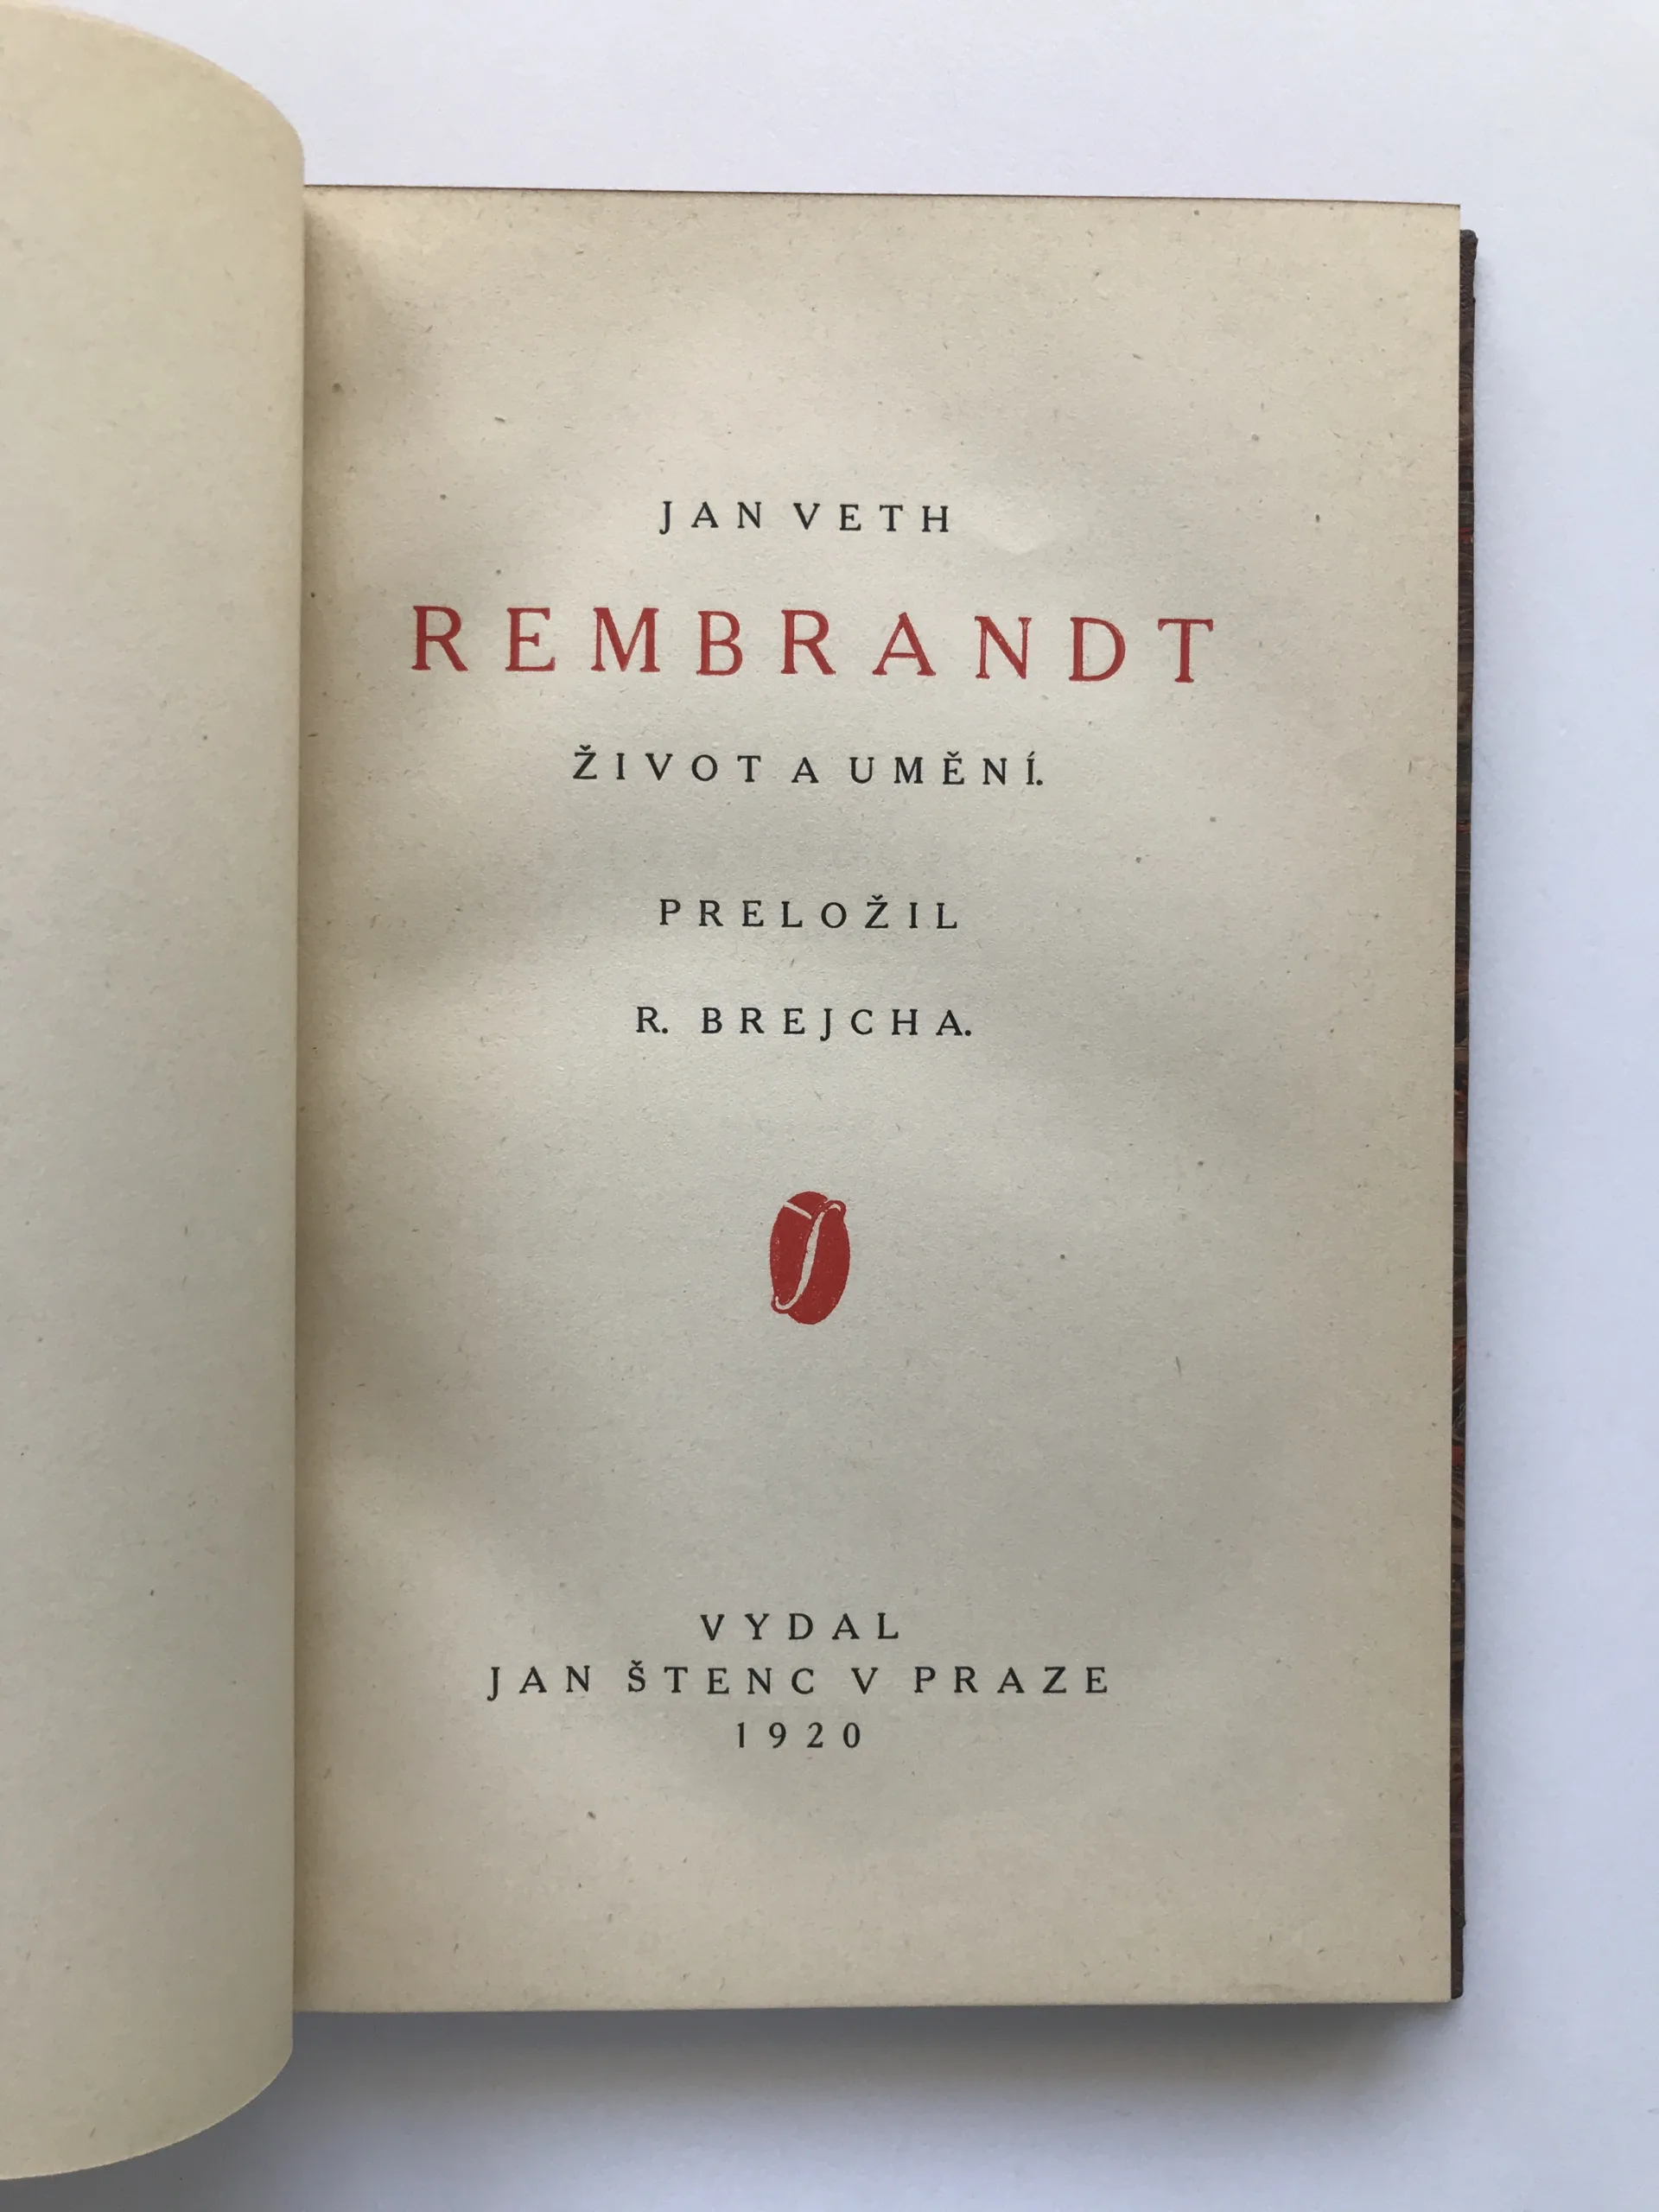 JAN VETH
REMBRANDT
ŽIVOT A UMĚNÍ.
PRELOŽIL
R. BREJCHA.
VYDAL
JAN ŠTENC V PRAZE
1920